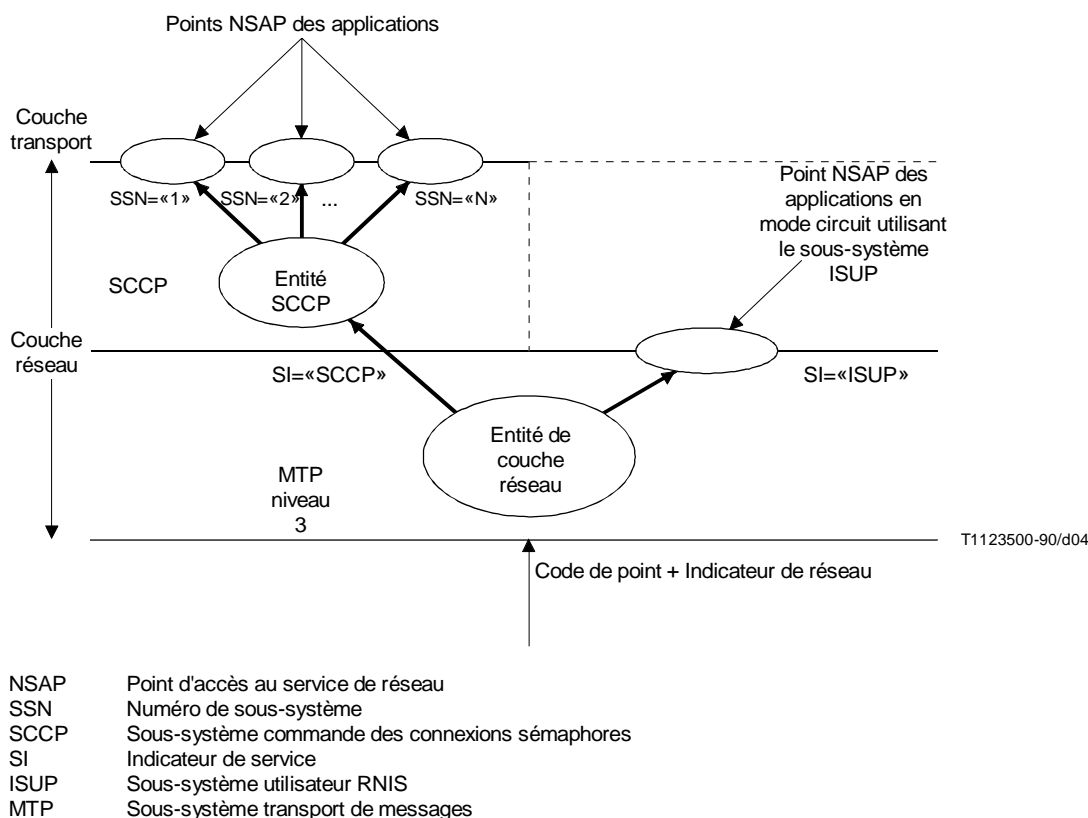 Points NSAP des applications
Couche
transport
SSN=«1»
SSN=«2»
...
SSN=«N»
Point NSAP des
applications en
mode circuit utilisant
le sous-système
ISUP
SCCP
Entité
SCCP
Couche
réseau
SI=«SCCP»
SI=«ISUP»
Entité de
couche
réseau
MTP
niveau
3
T1123500-90/d04
Code de point + Indicateur de réseau
NSAP Point d'accès au service de réseau
SSN Numéro de sous-système
SCCP Sous-système commande des connexions sémaphores
SI Indicateur de service
ISUP Sous-système utilisateur RNIS
MTP Sous-système transport de messages